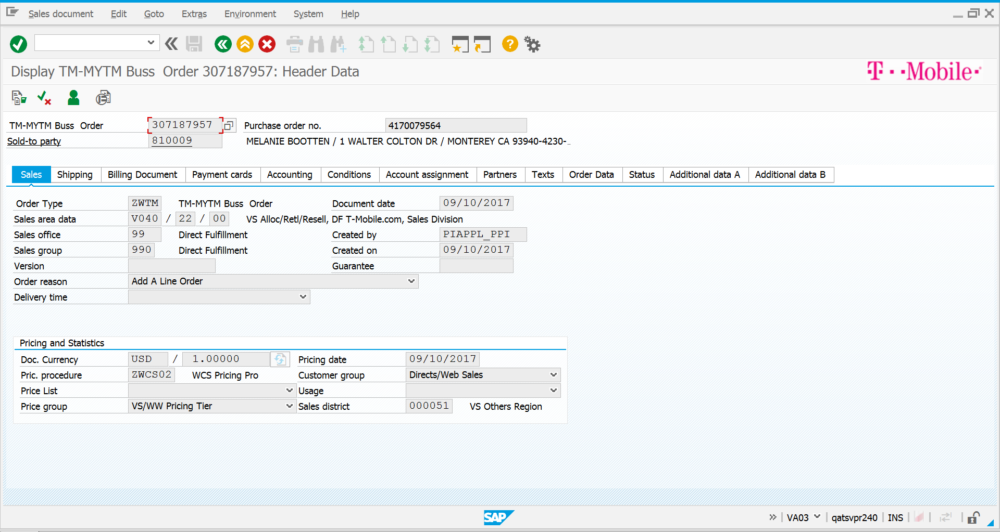 Sales document Edit Goto Extras Environment System Help
Display TM-MYTM Buss Order 307187957: Header Data
T··Mobile·
TM-MYTM Buss Order 307187957 Purchase order no. 4170079564
Sold-to party 810009 MELANIE BOOTTEN / 1 WALTER COLTON DR / MONTEREY CA 93940-4230-...
Sales Shipping Billing Document Payment cards Accounting Conditions Account assignment Partners Texts Order Data Status Additional data A Additional data B
Order Type ZWTM TM-MYTM Buss Order Document date 09/10/2017
Sales area data V040 / 22 / 00 VS Alloc/Retl/Resell, DF T-Mobile.com, Sales Division
Sales office 99 Direct Fulfillment Created by PIAPPL_PPI
Sales group 990 Direct Fulfillment Created on 09/10/2017
Version Guarantee
Order reason Add A Line Order
Delivery time
Pricing and Statistics
Doc. Currency USD / 1.00000 Pricing date 09/10/2017
Pric. procedure ZWCS02 WCS Pricing Pro Customer group Directs/Web Sales
Price List Usage
Price group VS/WW Pricing Tier Sales district 000051 VS Others Region
SAP VA03 qatsvpr240 INS